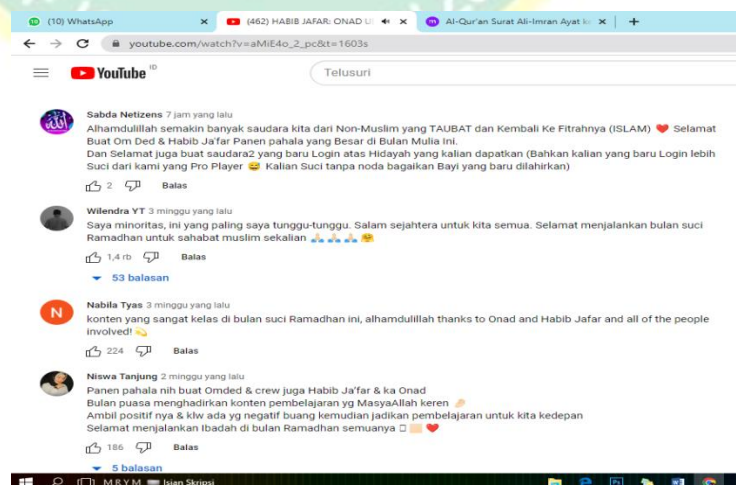 (10) WhatsApp
(462) HABIB JAFAR: ONAD U
Al-Qur'an Surat Ali-Imran Ayat k
youtube.com/watch?v=aMiE4o_2_pc&t=1603s
YouTube ID
Telusuri
Sabda Netizens 7 jam yang lalu
Alhamdulillah semakin banyak saudara kita dari Non-Muslim yang TAUBAT dan Kembali Ke Fitrahnya (ISLAM) ❤️ Selamat
Buat Om Ded & Habib Ja'far Panen pahala yang Besar di Bulan Mulia Ini.
Dan Selamat juga buat saudara2 yang baru Login atas Hidayah yang kalian dapatkan (Bahkan kalian yang baru Login lebih
Suci dari kami yang Pro Player 😅 Kalian Suci tanpa noda bagaikan Bayi yang baru dilahirkan)
2 Balas
Wilendra YT 3 minggu yang lalu
Saya minoritas, ini yang paling saya tunggu-tunggu. Salam sejahtera untuk kita semua. Selamat menjalankan bulan suci
Ramadhan untuk sahabat muslim sekalian 🙏🏻🙏🏻🙏🏻🤗
1,4 rb Balas
53 balasan
N
Nabila Tyas 3 minggu yang lalu
konten yang sangat kelas di bulan suci Ramadhan ini, alhamdulillah thanks to Onad and Habib Jafar and all of the people
involved! 💫
224 Balas
Niswa Tanjung 2 minggu yang lalu
Panen pahala nih buat Omded & crew juga Habib Ja'far & ka Onad
Bulan puasa menghadirkan konten pembelajaran yg MasyaAllah keren
Ambil positif nya & klw ada yg negatif buang kemudian jadikan pembelajaran untuk kita kedepan
Selamat menjalankan Ibadah di bulan Ramadhan semuanya ❤️
186 Balas
5 balasan
M R Y M Isian Skripsi